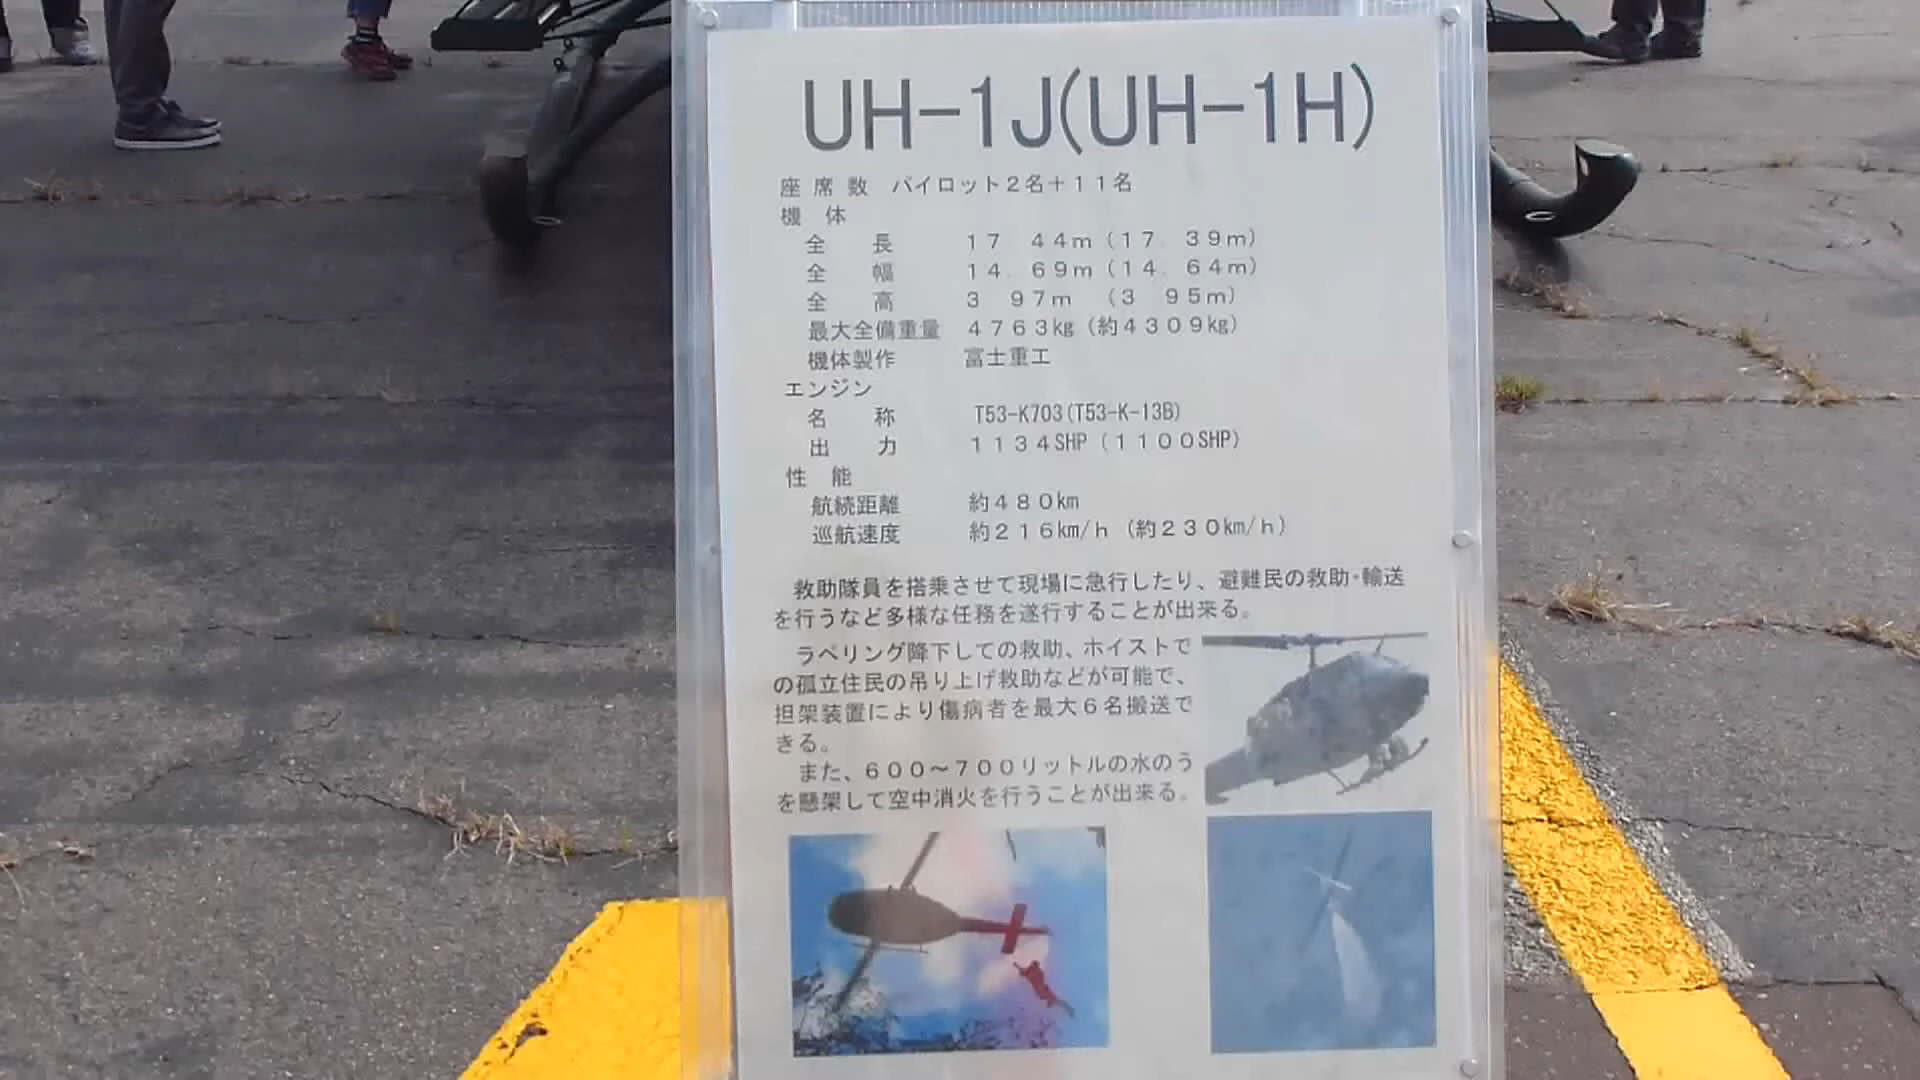 UH-1J(UH-1H)
座席数 パイロット2名+11名
機体
全長 17.44m(17.39m)
全幅 14.69m(14.64m)
全高 3.97m (3.95m)
最大全備重量 4763kg(約4309kg)
機体製作 富士重工
エンジン
名称 T53-K703(T53-K-13B)
出力 1134SHP(1100SHP)
性能
航続距離 約480km
巡航速度 約216km/h(約230km/h)
救助隊員を搭乗させて現場に急行したり、避難民の救助・輸送
を行うなど多様な任務を遂行することが出来る。
ラペリング降下しての救助、ホイストで
の孤立住民の吊り上げ救助などが可能で、
担架装置により傷病者を最大6名搬送で
きる。
また、600～700リットルの水のう
を懸架して空中消火を行うことが出来る。